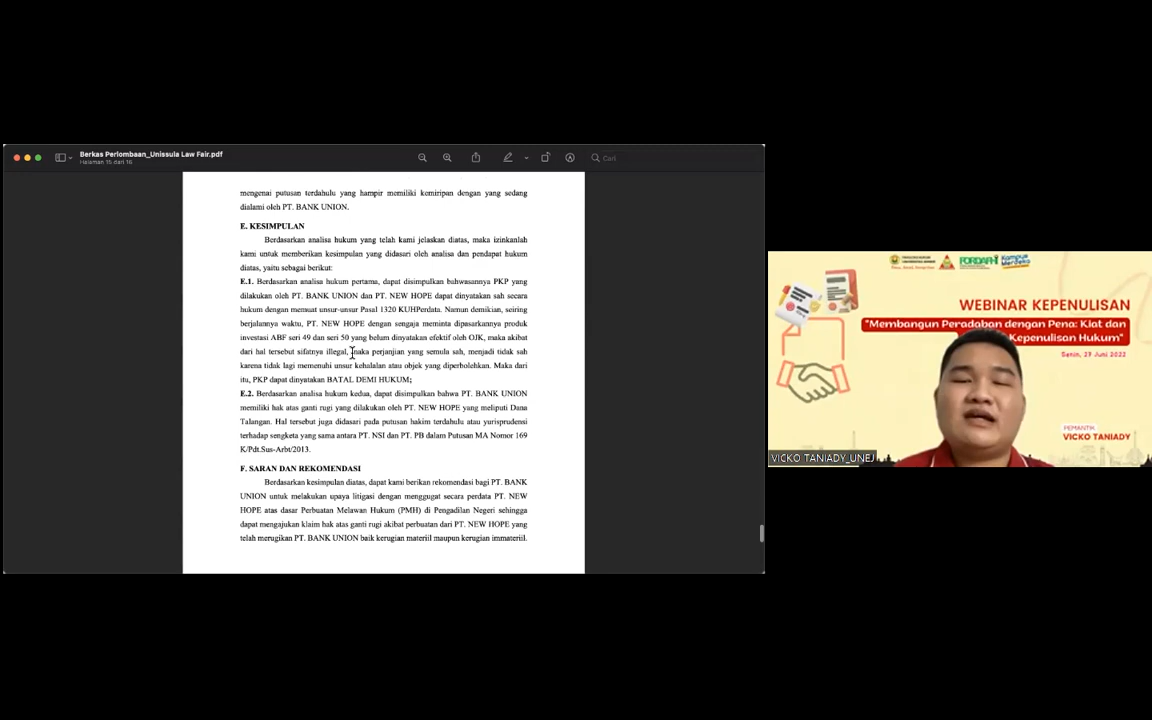 Berkas Perlombaan_Unissula Law Fair.pdf
Halaman 15 dari 16
Cari
mengenai putusan terdahulu yang hampir memiliki kemiripan dengan yang sedang
dialami oleh PT. BANK UNION.
E. KESIMPULAN
Berdasarkan analisa hukum yang telah kami jelaskan diatas, maka izinkanlah
kami untuk memberikan kesimpulan yang didasari oleh analisa dan pendapat hukum
diatas, yaitu sebagai berikut:
E.1. Berdasarkan analisa hukum pertama, dapat disimpulkan bahwasannya PKP yang
dilakukan oleh PT. BANK UNION dan PT. NEW HOPE dapat dinyatakan sah secara
hukum dengan memuat unsur-unsur Pasal 1320 KUHPerdata. Namun demikian, seiring
berjalannya waktu, PT. NEW HOPE dengan sengaja meminta dipasarkannya produk
investasi ABF seri 49 dan seri 50 yang belum dinyatakan efektif oleh OJK, maka akibat
dari hal tersebut sifatnya illegal, maka perjanjian yang semula sah, menjadi tidak sah
karena tidak lagi memenuhi unsur kehalalan atau objek yang diperbolehkan. Maka dari
itu, PKP dapat dinyatakan BATAL DEMI HUKUM;
E.2. Berdasarkan analisa hukum kedua, dapat disimpulkan bahwa PT. BANK UNION
memiliki hak atas ganti rugi yang dilakukan oleh PT. NEW HOPE yang meliputi Dana
Talangan. Hal tersebut juga didasari pada putusan hakim terdahulu atau yurisprudensi
terhadap sengketa yang sama antara PT. NSI dan PT. PB dalam Putusan MA Nomor 169
K/Pdt.Sus-Arbt/2013.
F. SARAN DAN REKOMENDASI
Berdasarkan kesimpulan diatas, dapat kami berikan rekomendasi bagi PT. BANK
UNION untuk melakukan upaya litigasi dengan menggugat secara perdata PT. NEW
HOPE atas dasar Perbuatan Melawan Hukum (PMH) di Pengadilan Negeri sehingga
dapat mengajukan klaim hak atas ganti rugi akibat perbuatan dari PT. NEW HOPE yang
telah merugikan PT. BANK UNION baik kerugian materiil maupun kerugian immateriil.
FORDAFHI
Kampus
Merdeka
WEBINAR KEPENULISAN
"Membangun Peradaban dengan Pena: Kiat dan
Kepenulisan Hukum"
Senin, 27 Juni 2022
PEMANTIK
VICKO TANIADY
VICKO TANIADY_UNEJ